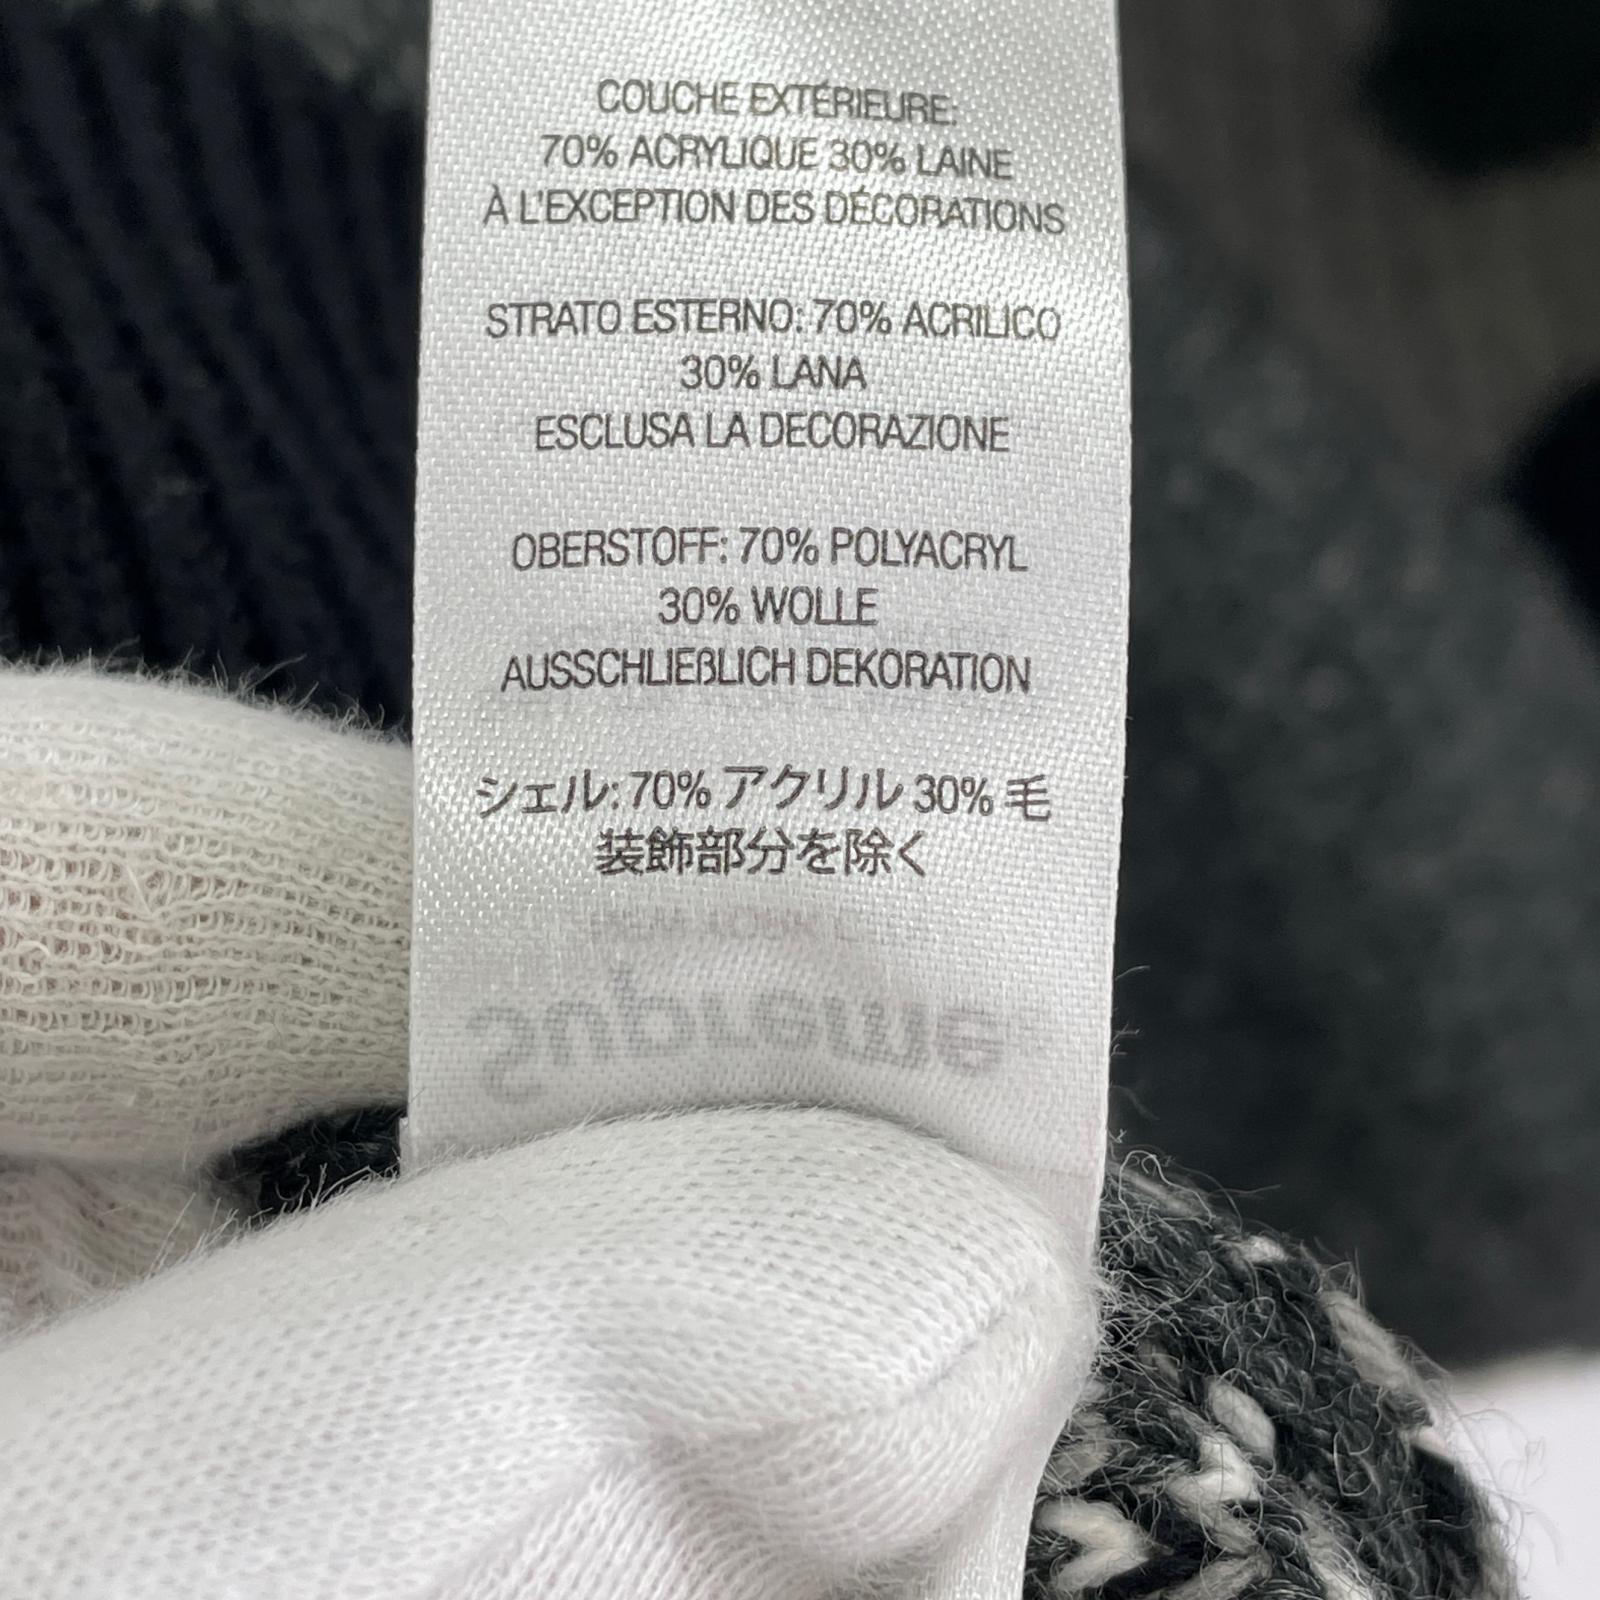 COUCHE EXTÉRIEURE:
70% ACRYLIQUE 30% LAINE
À L'EXCEPTION DES DÉCORATIONS
STRATO ESTERNO: 70% ACRILICO
30% LANA
ESCLUSA LA DECORAZIONE
OBERSTOFF: 70% POLYACRYL
30% WOLLE
AUSSCHLIEßLICH DEKORATION
シェル: 70% アクリル 30% 毛
装飾部分を除く
Supreme